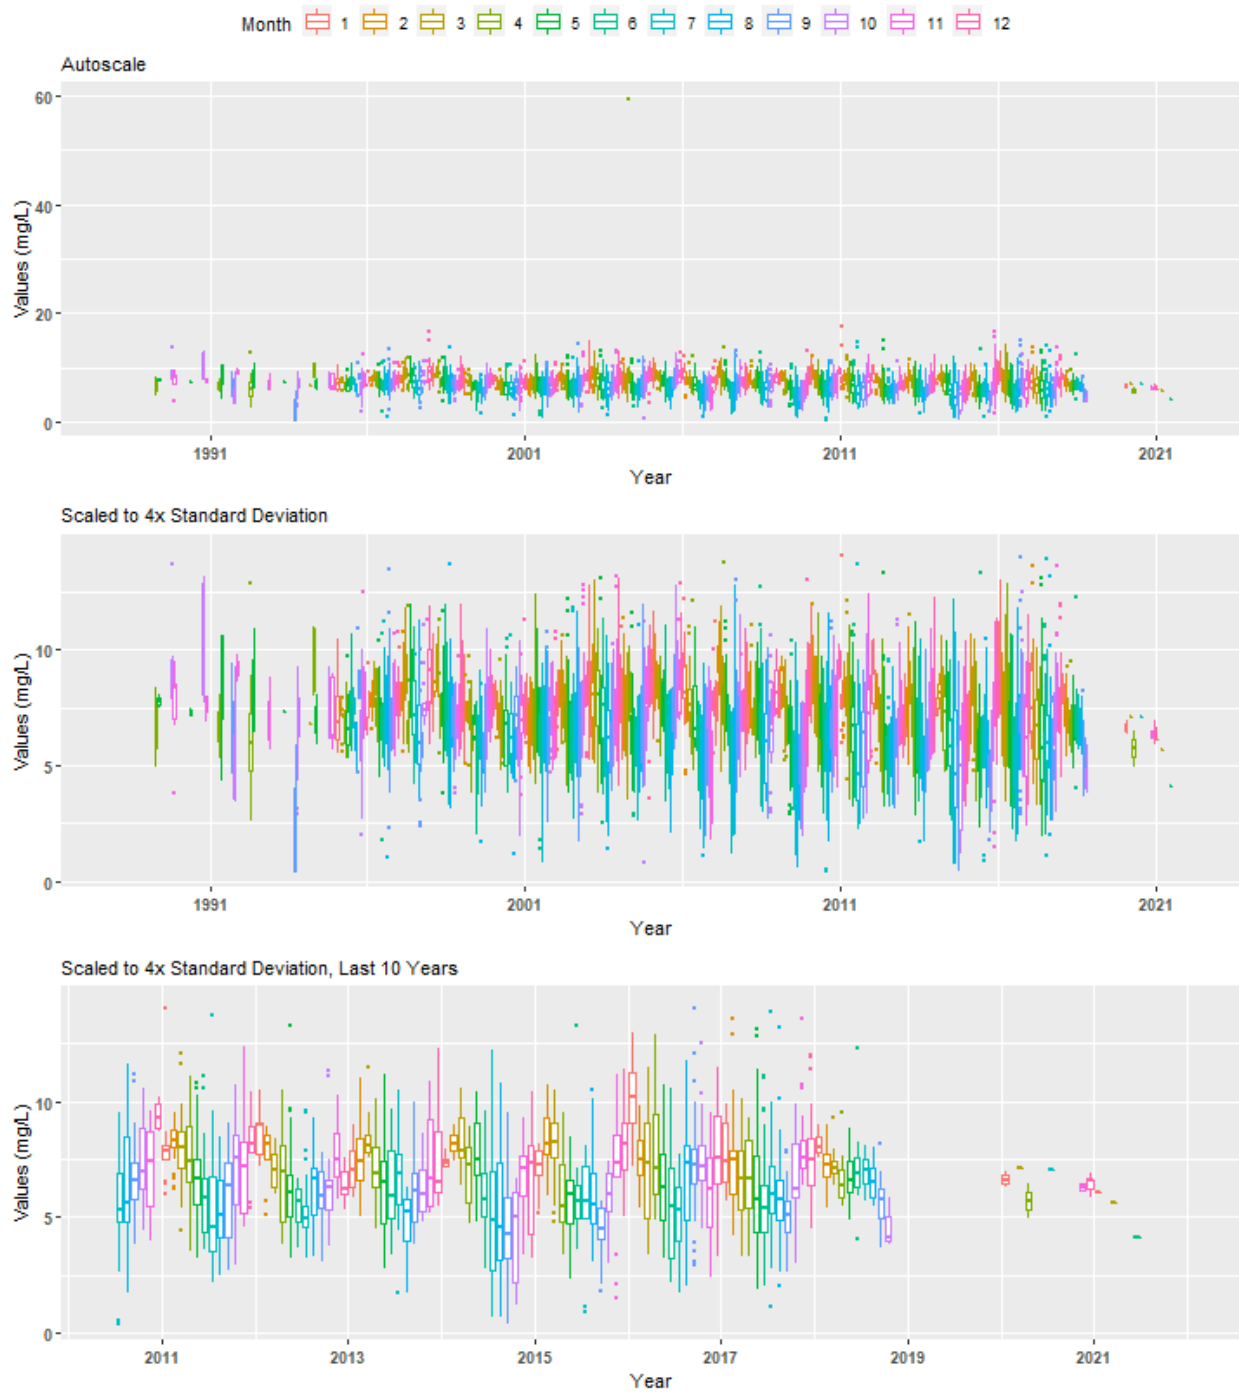 Month 1 2 3 4 5 6 7 8 9 10 11 12
Autoscale
60
40
20
0
Values (mg/L)
1991 2001 2011 2021
Year
Scaled to 4x Standard Deviation
10
5
0
Values (mg/L)
1991 2001 2011 2021
Year
Scaled to 4x Standard Deviation, Last 10 Years
10
5
0
Values (mg/L)
2011 2013 2015 2017 2019 2021
Year